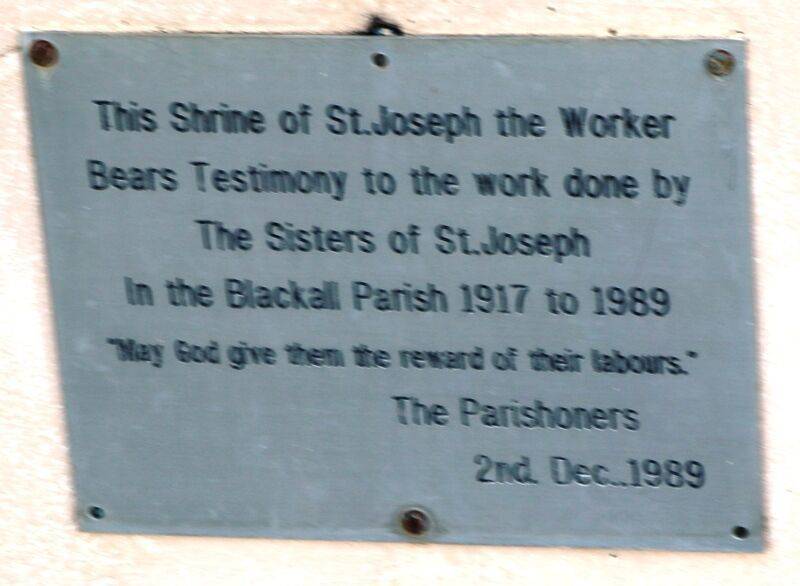 This Shrine of St.Joseph the Worker
Bears Testimony to the work done by
The Sisters of St.Joseph
In the Blackall Parish 1917 to 1989
"May God give them the reward of their labours."
The Parishoners
2nd. Dec..1989